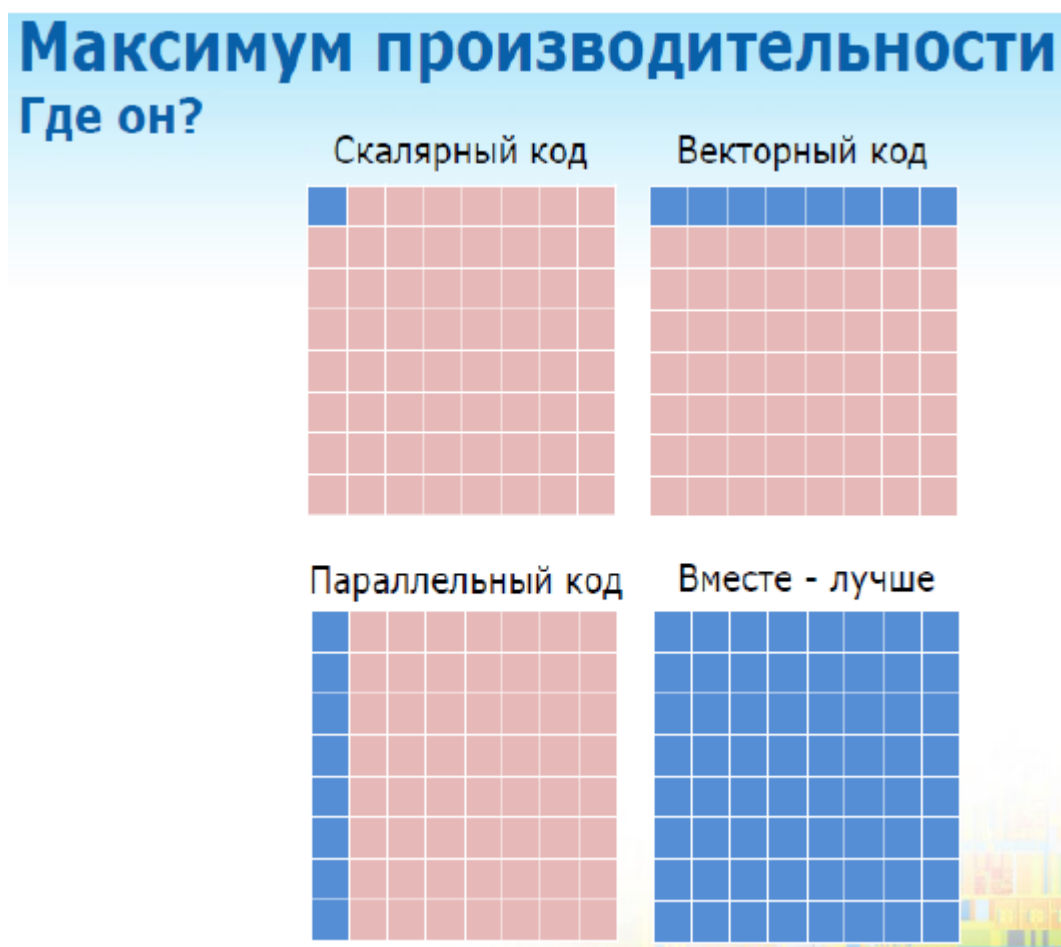 Максимум производительности
Где он?
Скалярный код
Векторный код
Параллельный код
Вместе - лучше